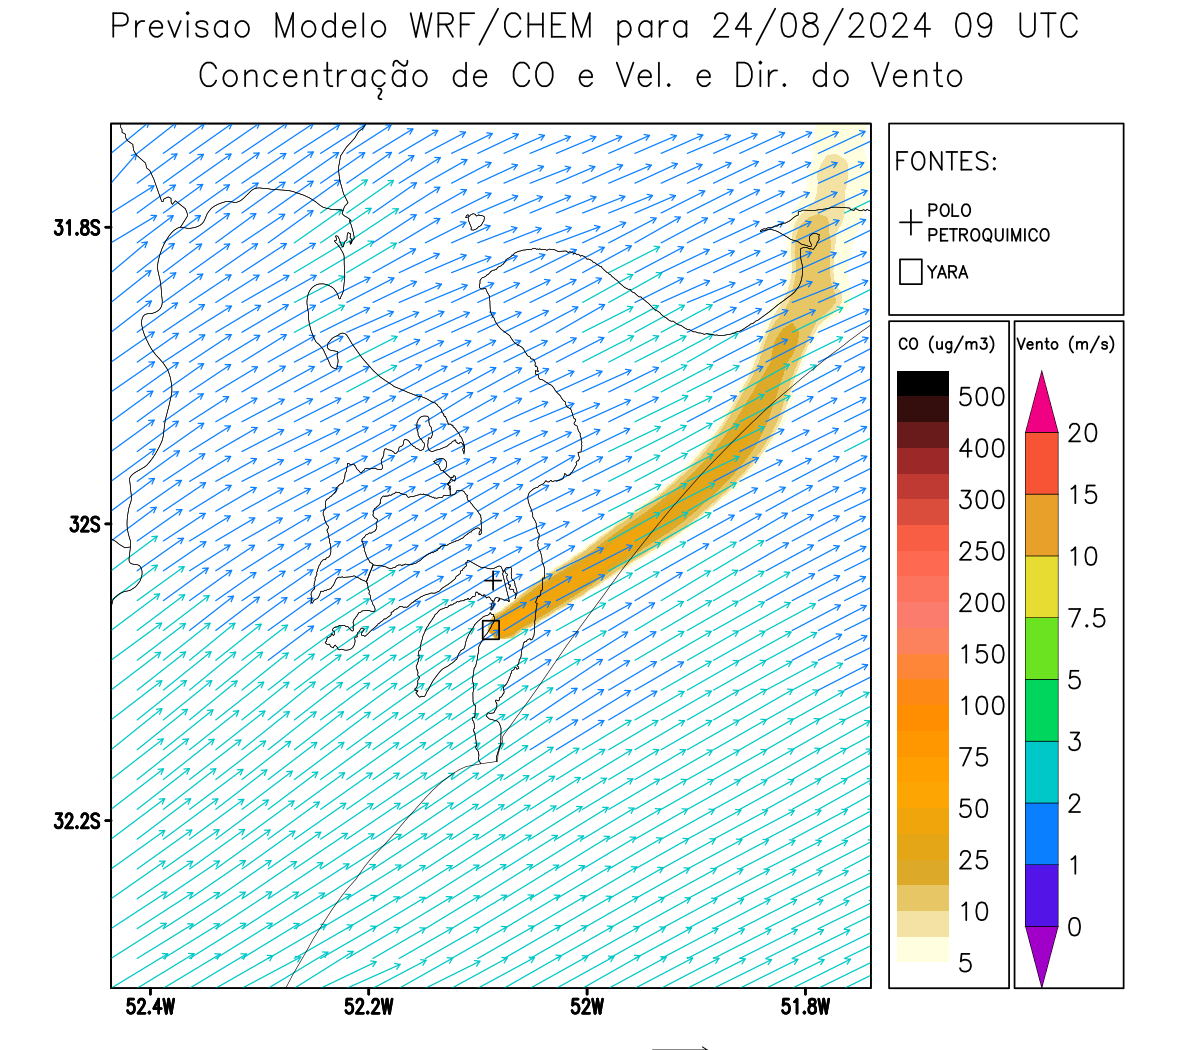 Previsao Modelo WRF/CHEM para 24/08/2024 09 UTC
Concentração de CO e Vel. e Dir. do Vento
FONTES:
POLO
PETROQUIMICO
YARA
31.8S
32S
32.2S
52.4W
52.2W
52W
51.8W
CO (ug/m3)
500
400
300
250
200
150
100
75
50
25
10
5
Vento (m/s)
20
15
10
7.5
5
3
2
1
0